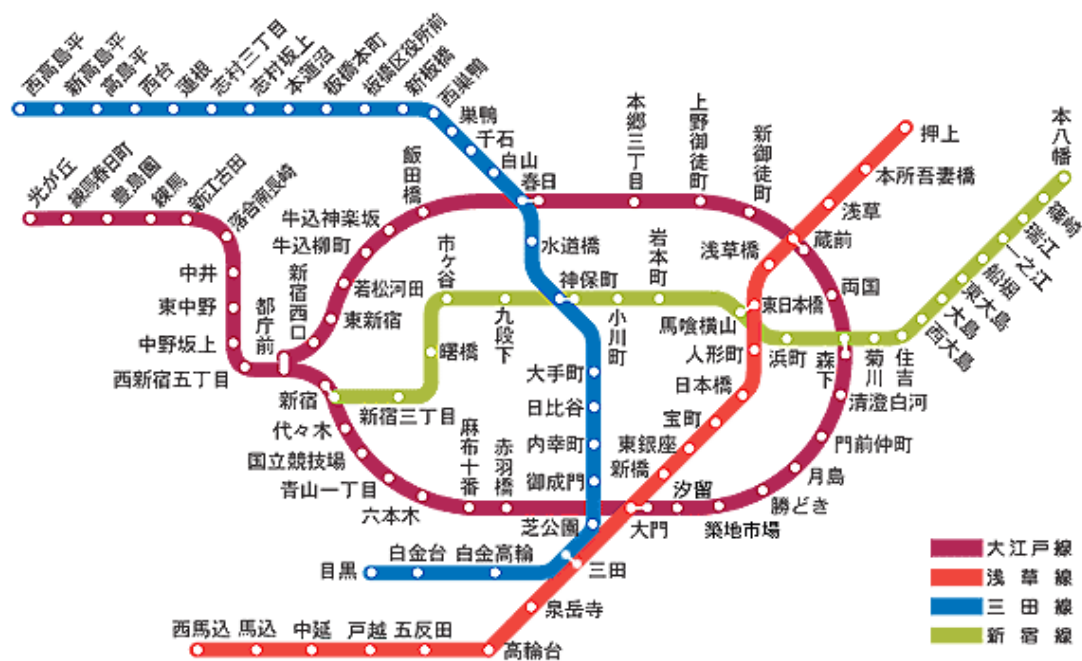 西高島平
新高島平
高島平
西台
蓮根
志村三丁目
志村坂上
本蓮沼
板橋本町
板橋区役所前
新板橋
西巣鴨
巣鴨
千石
白山
春日
光が丘
練馬春日町
豊島園
練馬
新江古田
落合南長崎
中井
東中野
中野坂上
西新宿五丁目
都庁前
新宿西口
東新宿
若松河田
牛込柳町
牛込神楽坂
飯田橋
本郷三丁目
上野御徒町
新御徒町
蔵前
両国
森下
清澄白河
門前仲町
月島
勝どき
築地市場
汐留
大門
赤羽橋
麻布十番
六本木
青山一丁目
国立競技場
代々木
新宿
新宿三丁目
曙橋
市ヶ谷
九段下
神保町
小川町
岩本町
馬喰横山
浜町
菊川
住吉
西大島
大島
東大島
船堀
一之江
瑞江
篠崎
本八幡
押上
本所吾妻橋
浅草
浅草橋
東日本橋
人形町
日本橋
宝町
東銀座
新橋
三田
泉岳寺
高輪台
五反田
戸越
中延
馬込
西馬込
水道橋
大手町
日比谷
内幸町
御成門
芝公園
白金高輪
白金台
目黒
大江戸線
浅草線
三田線
新宿線